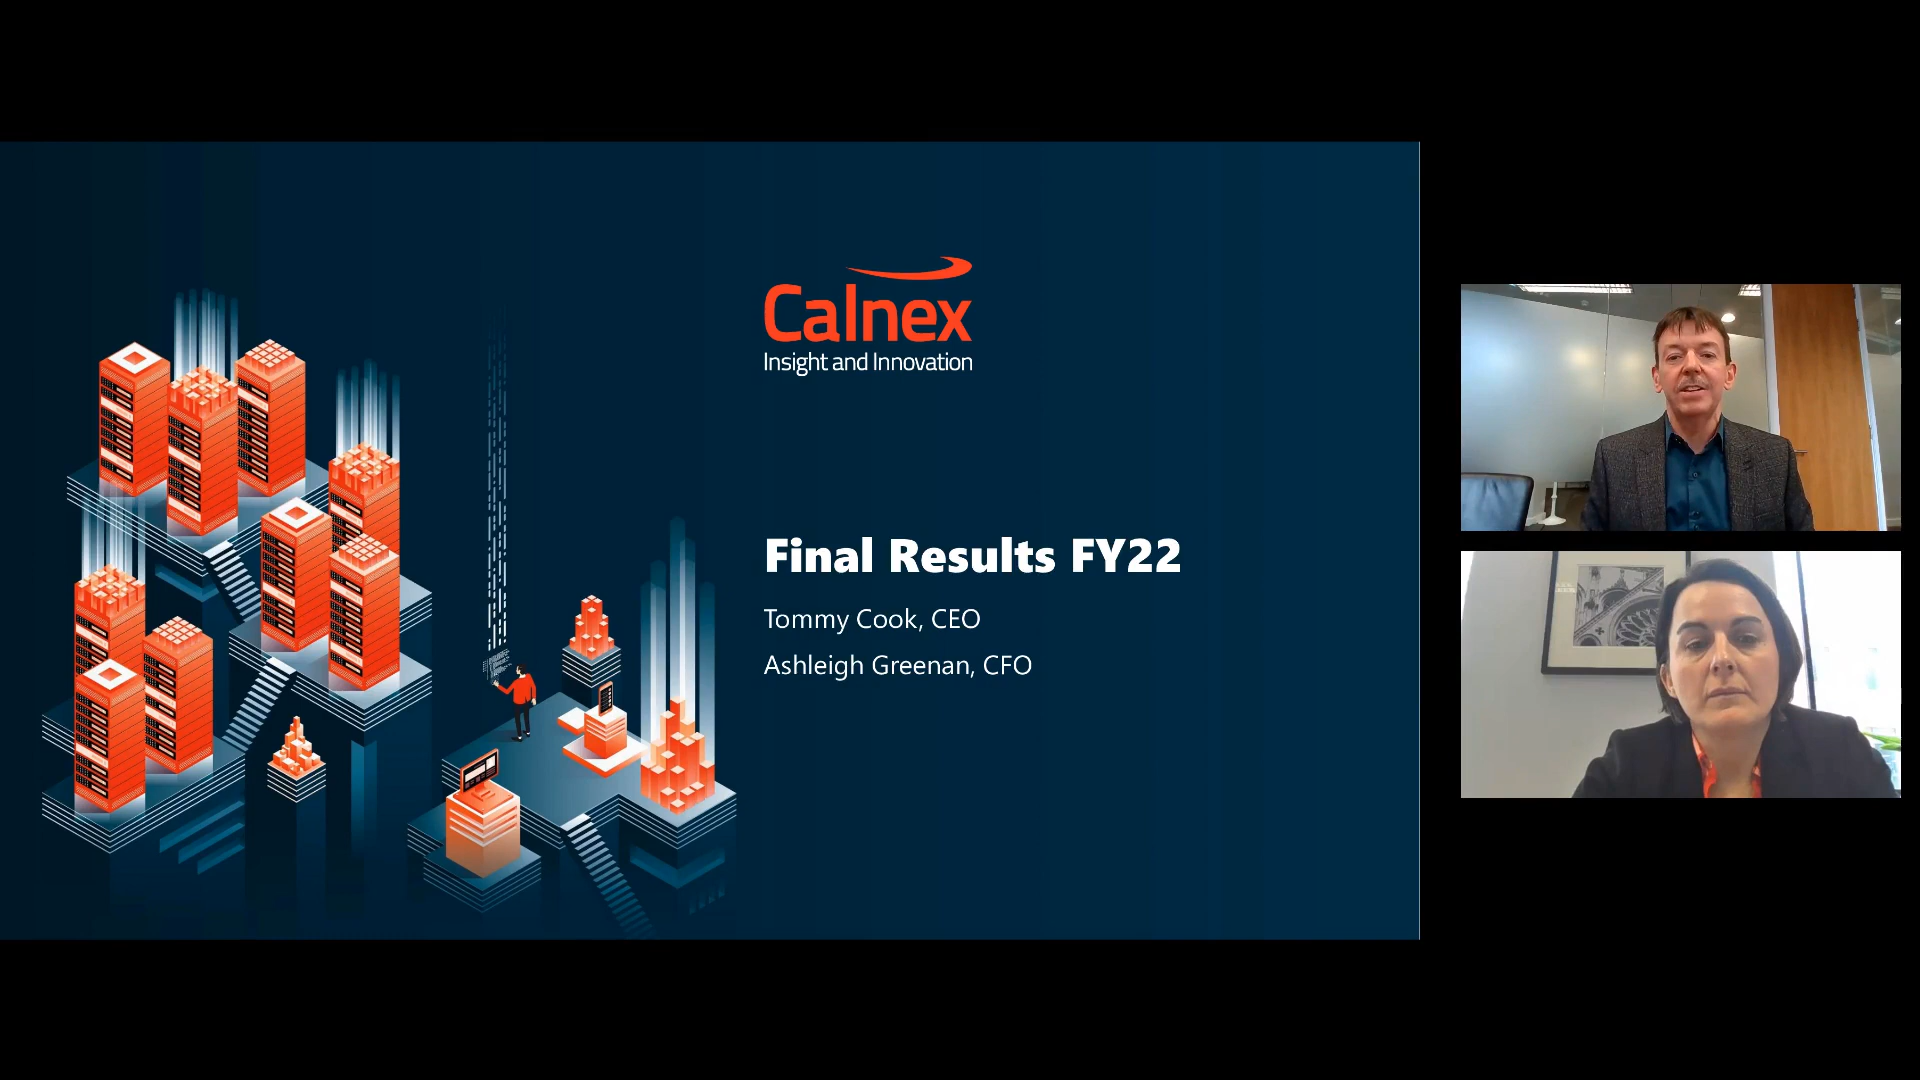 Calnex
Insight and Innovation
Final Results FY22
Tommy Cook, CEO
Ashleigh Greenan, CFO